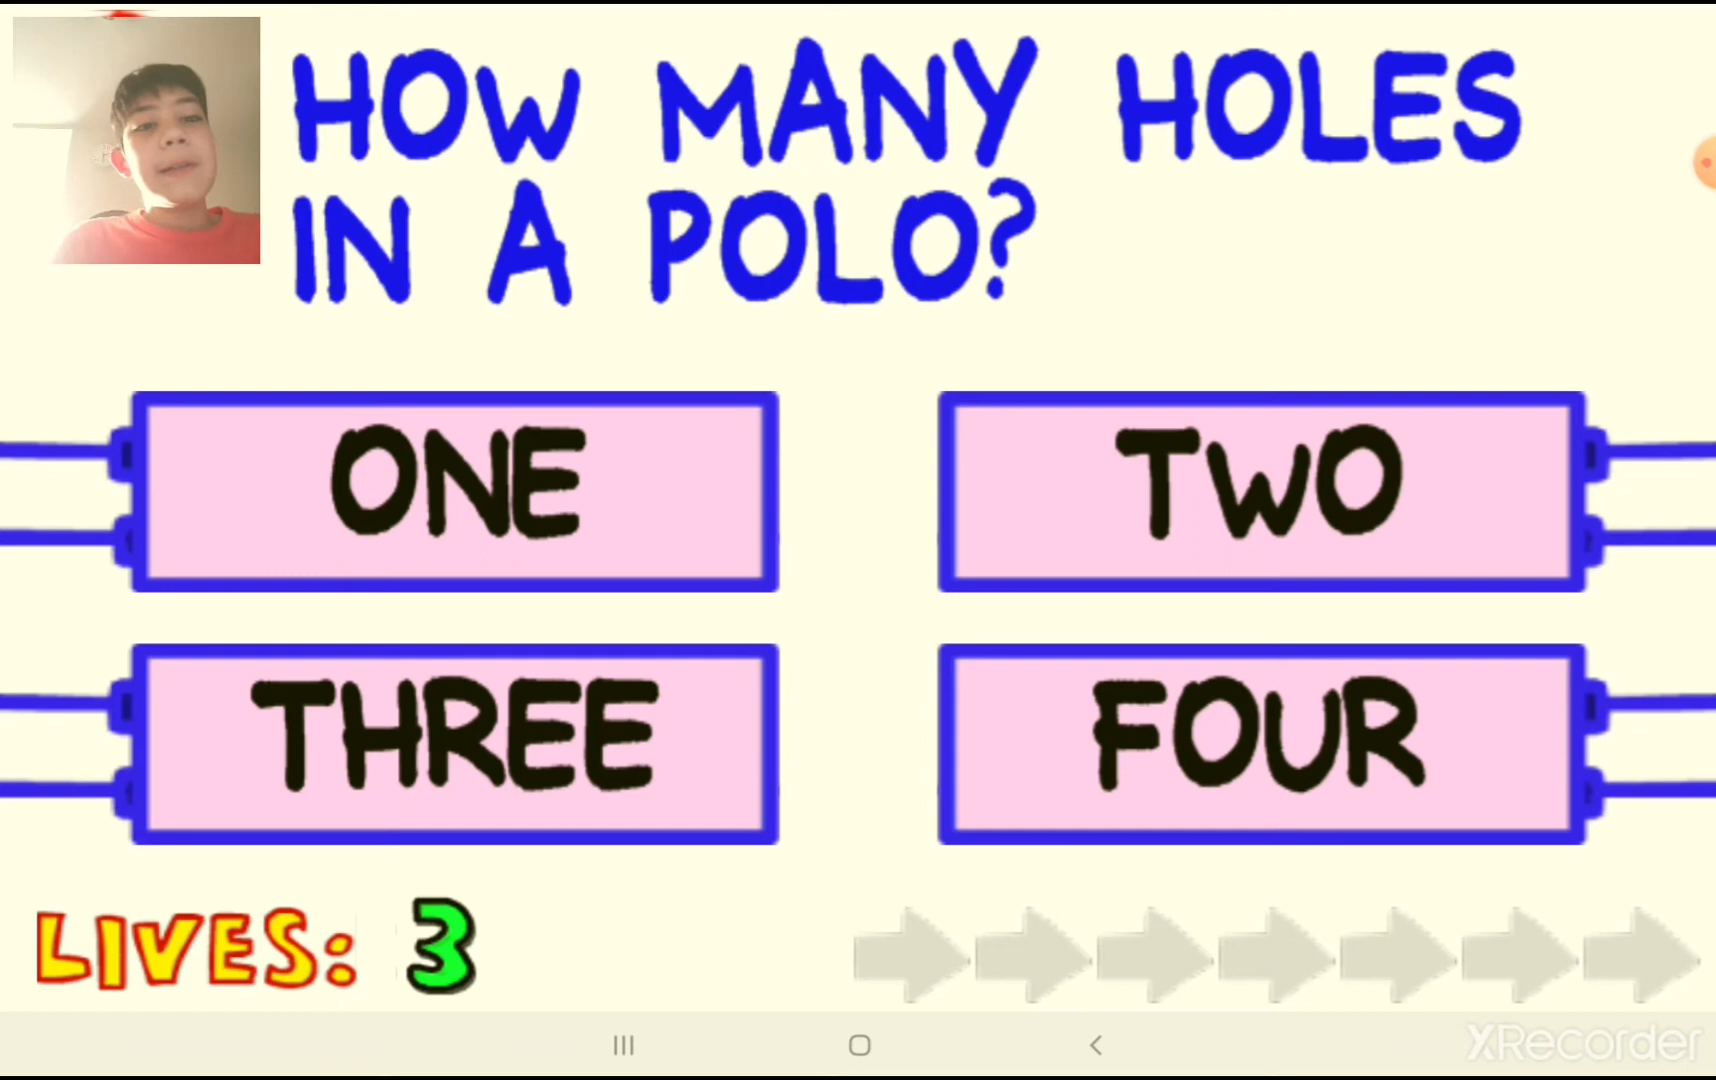 HOW MANY HOLES
IN A POLO?
ONE
TWO
THREE
FOUR
LIVES: 3
XRecorder